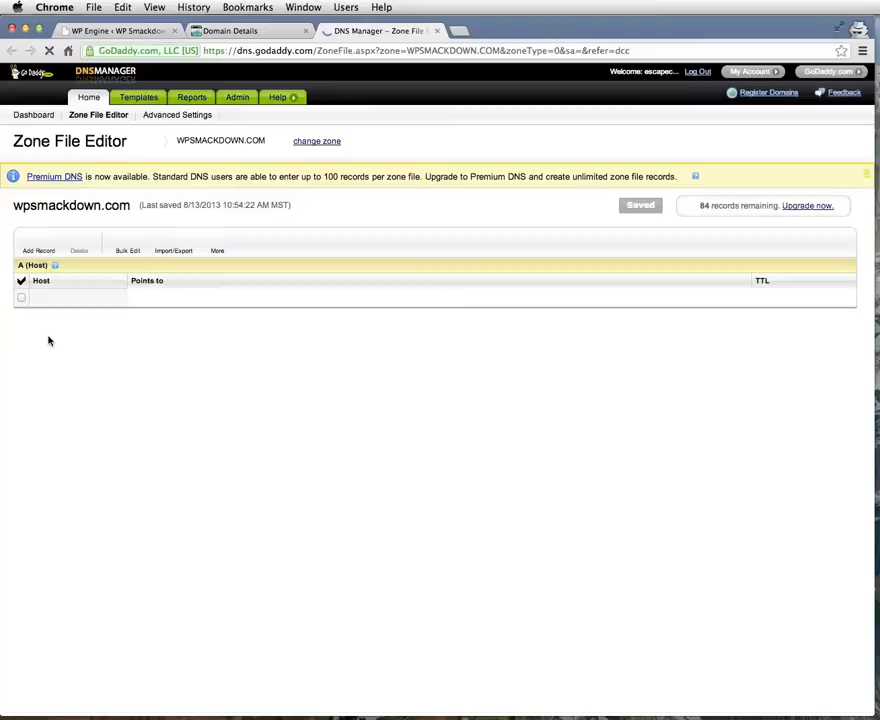 Chrome File Edit View History Bookmarks Window Users Help
WP Engine ‹ WP Smackdow Domain Details DNS Manager – Zone File E
GoDaddy.com, LLC [US] https://dns.godaddy.com/ZoneFile.aspx?zone=WPSMACKDOWN.COM&zoneType=0&sa=&refer=dcc
Go Daddy DNSMANAGER Welcome: escapec... Log Out My Account GoDaddy.com
Home Templates Reports Admin Help Register Domains Feedback
Dashboard Zone File Editor Advanced Settings
Zone File Editor WPSMACKDOWN.COM change zone
Premium DNS is now available. Standard DNS users are able to enter up to 100 records per zone file. Upgrade to Premium DNS and create unlimited zone file records. ?
wpsmackdown.com (Last saved 8/13/2013 10:54:22 AM MST) Saved 84 records remaining. Upgrade now.
Add Record Delete Bulk Edit Import/Export More
A (Host) ?
Host Points to TTL